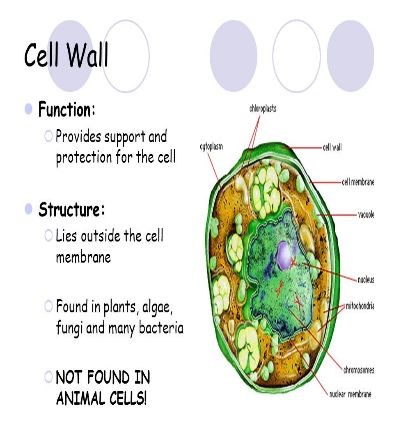 Cell Wall
Function:
Provides support and
protection for the cell
Structure:
Lies outside the cell
membrane
Found in plants, algae,
fungi and many bacteria
NOT FOUND IN
ANIMAL CELLS!
chloroplasts
cytoplasm
cell wall
cell membrane
vacuole
nucleus
mitochondria
chromosomes
nuclear membrane